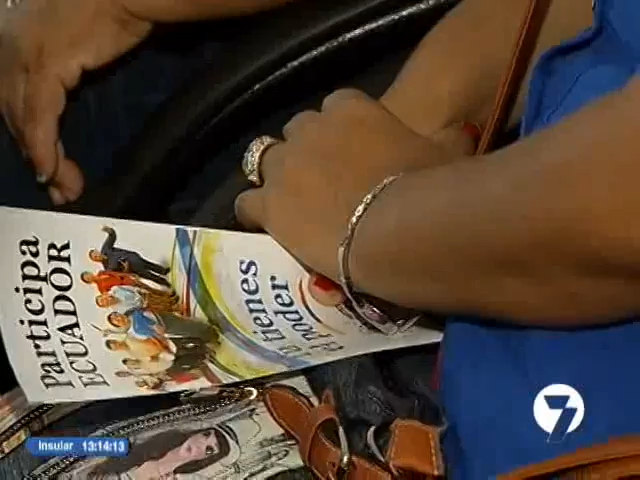 Participa
ECUADOR
tienes
el poder
Insular 13:14:13
7